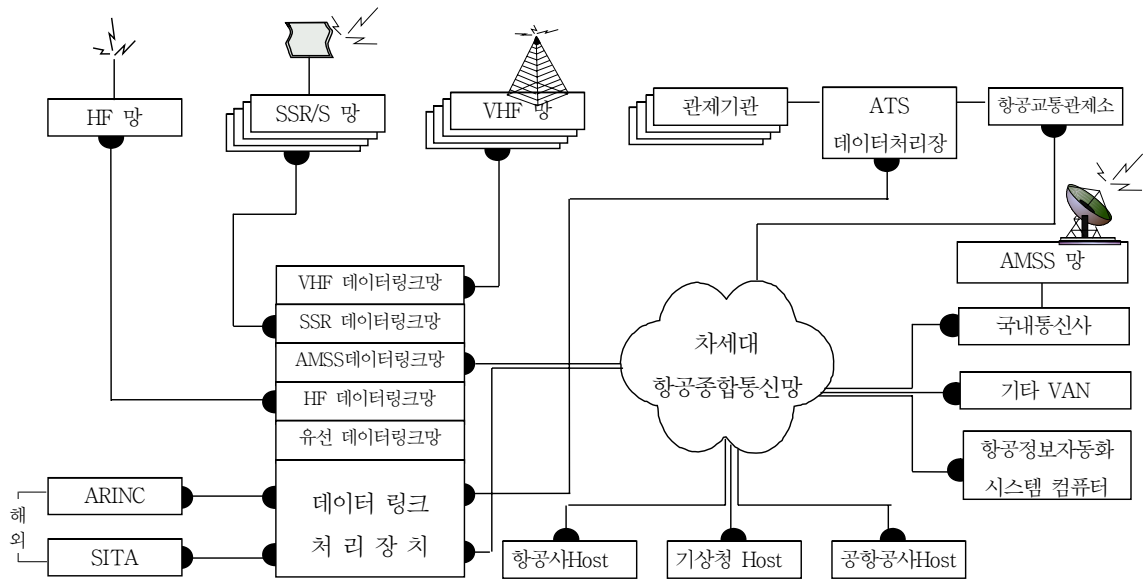 HF 망
SSR/S 망
VHF 망
관제기관
ATS
데이터처리장
항공교통관제소
AMSS 망
국내통신사
기타 VAN
항공정보자동화
시스템 컴퓨터
차세대
항공종합통신망
VHF 데이터링크망
SSR 데이터링크망
AMSS데이터링크망
HF 데이터링크망
유선 데이터링크망
데이터 링크
처 리 장 치
해
외
ARINC
SITA
항공사Host
기상청 Host
공항공사Host